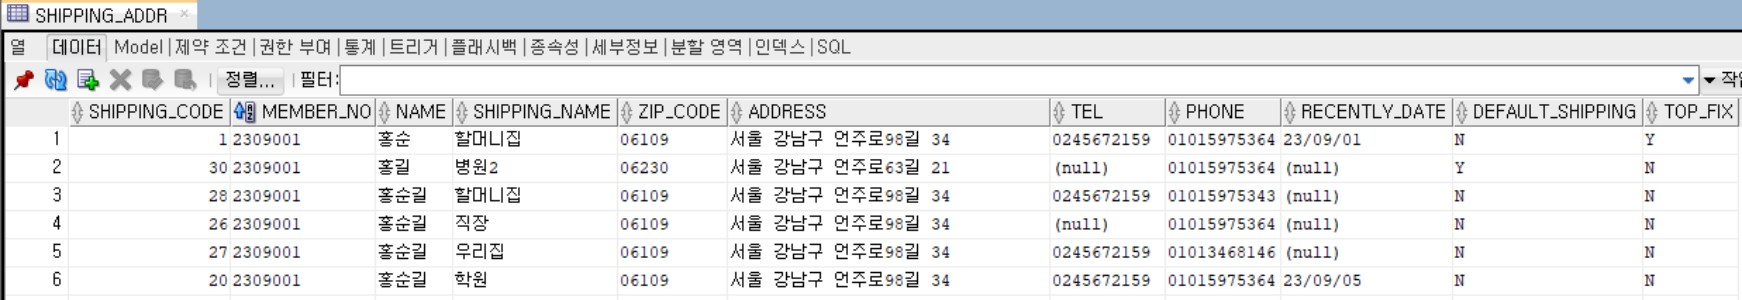 SHIPPING_ADDR ×
열 데이터 Model|제약 조건|권한 부여|통계|트리거|플래시백|종속성|세부정보|분할 영역|인덱스|SQL
정렬... 필터: 작업
SHIPPING_CODE MEMBER_NO NAME SHIPPING_NAME ZIP_CODE ADDRESS TEL PHONE RECENTLY_DATE DEFAULT_SHIPPING TOP_FIX
1 1 2309001 홍순 할머니집 06109 서울 강남구 언주로98길 34 0245672159 01015975364 23/09/01 N Y
2 30 2309001 홍길 병원2 06230 서울 강남구 언주로63길 21 (null) 01015975364 (null) Y N
3 28 2309001 홍순길 할머니집 06109 서울 강남구 언주로98길 34 0245672159 01015975343 (null) N N
4 26 2309001 홍순길 직장 06109 서울 강남구 언주로98길 34 (null) 01015975364 (null) N N
5 27 2309001 홍순길 우리집 06109 서울 강남구 언주로98길 34 0245672159 01013468146 (null) N N
6 20 2309001 홍순길 학원 06109 서울 강남구 언주로98길 34 0245672159 01015975364 23/09/05 N N